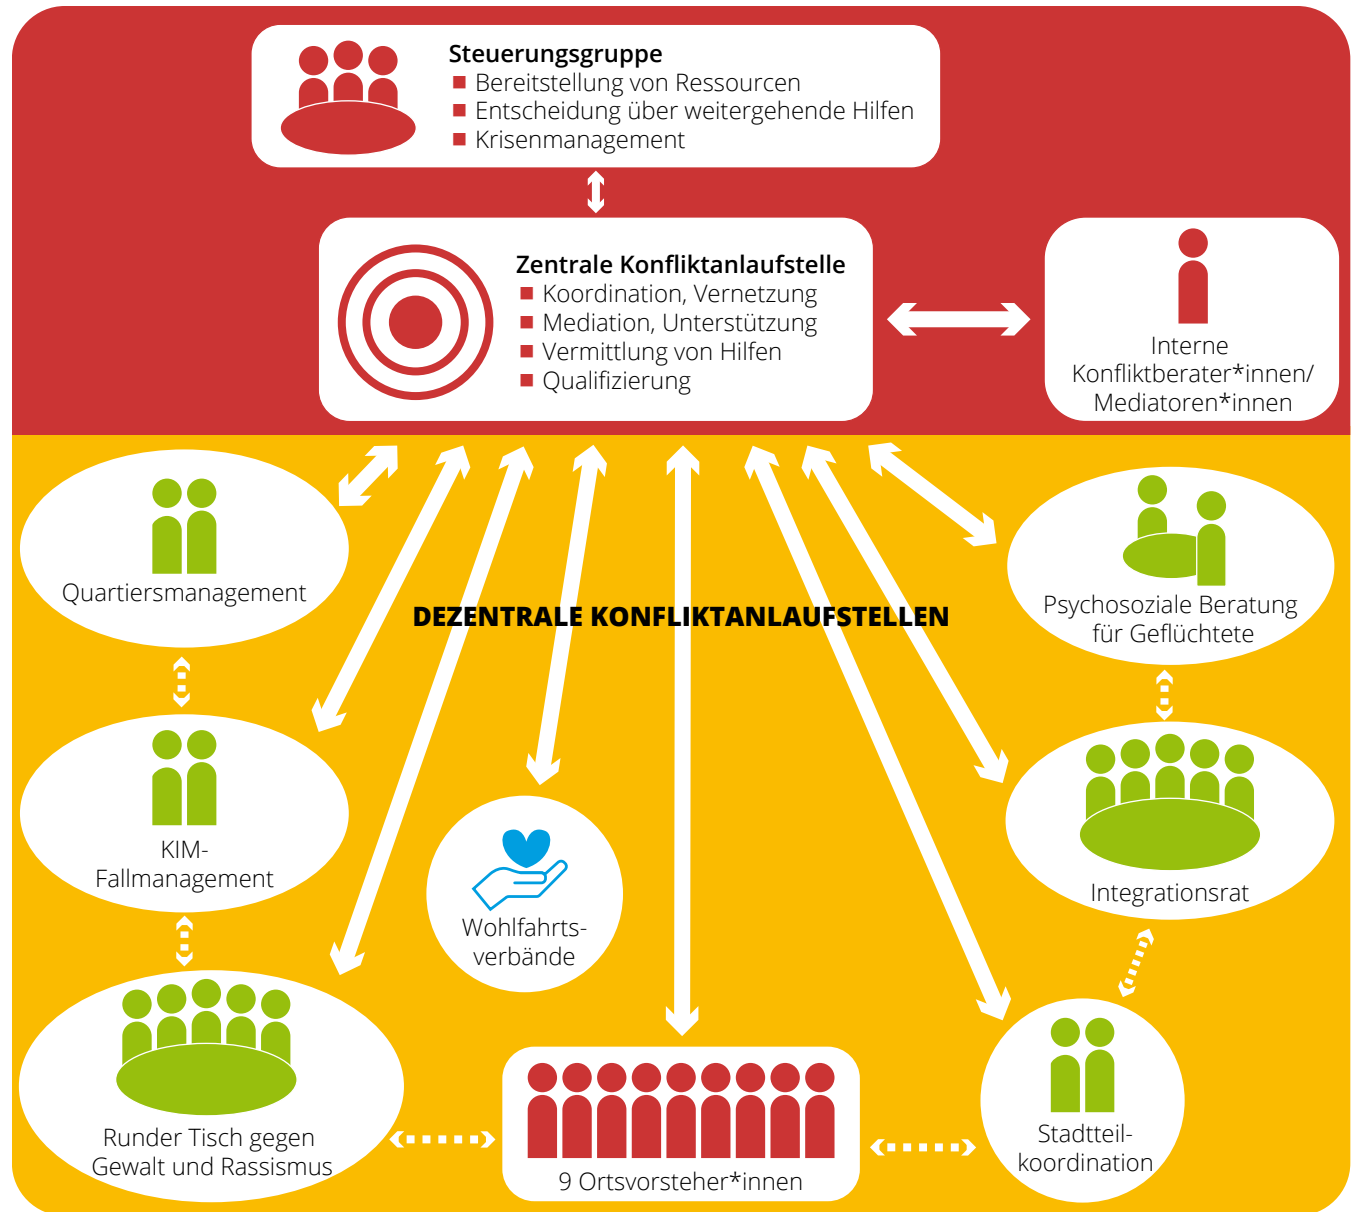 Steuerungsgruppe
Bereitstellung von Ressourcen
Entscheidung über weitergehende Hilfen
Krisenmanagement
Zentrale Konfliktanlaufstelle
Koordination, Vernetzung
Mediation, Unterstützung
Vermittlung von Hilfen
Qualifizierung
Interne
Konfliktberater*innen/
Mediatoren*innen
Quartiersmanagement
DEZENTRALE KONFLIKTANLAUFSTELLEN
Psychosoziale Beratung
für Geflüchtete
KIM-
Fallmanagement
Wohlfahrts-
verbände
Integrationsrat
Runder Tisch gegen
Gewalt und Rassismus
9 Ortsvorsteher*innen
Stadtteil-
koordination